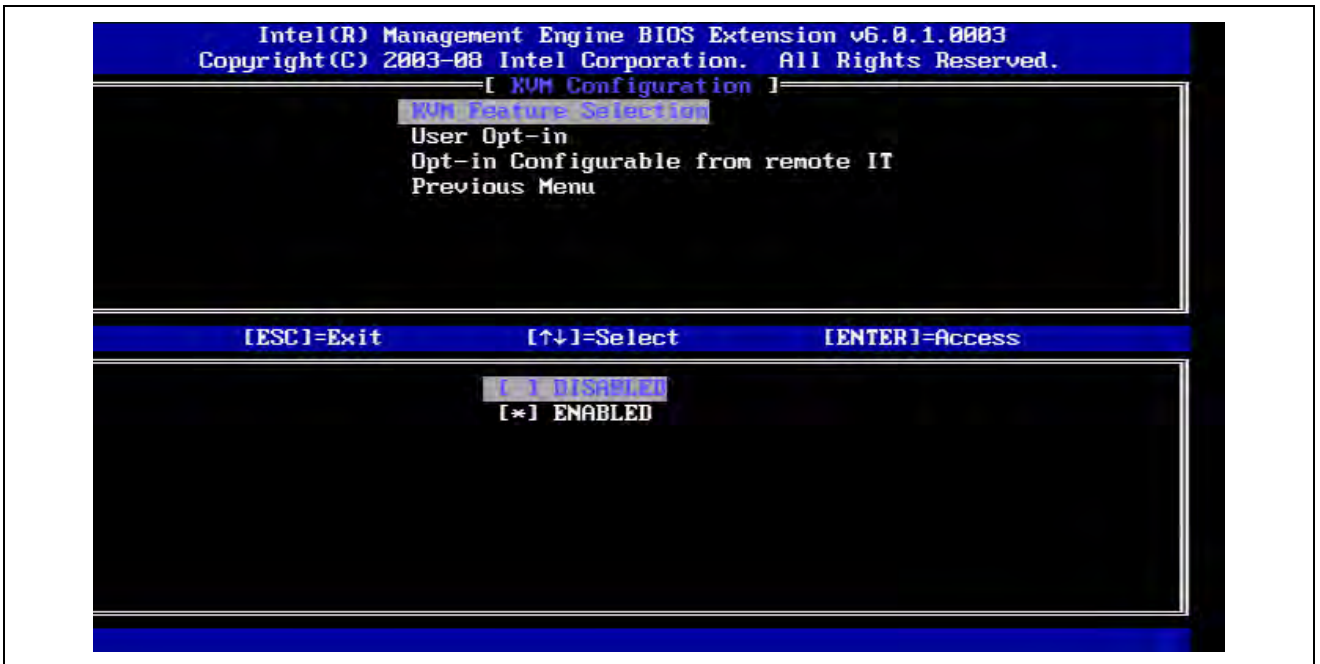 Intel(R) Management Engine BIOS Extension v6.0.1.0003
Copyright(C) 2003-08 Intel Corporation. All Rights Reserved.
[ KVM Configuration ]
KVM Feature Selection
User Opt-in
Opt-in Configurable from remote IT
Previous Menu
[ESC]=Exit [↑↓]=Select [ENTER]=Access
[ ] DISABLED
[*] ENABLED